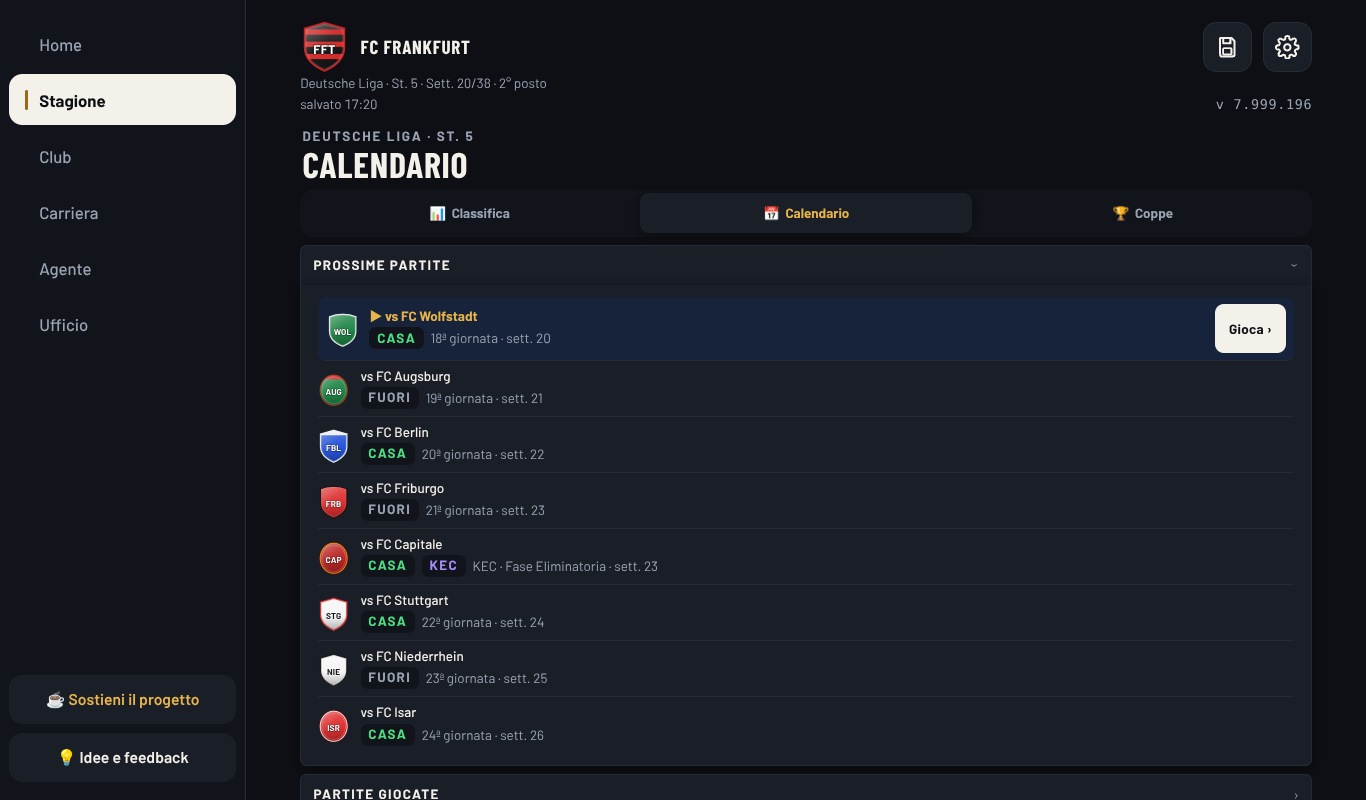 Home
Stagione
Club
Carriera
Agente
Ufficio
☕ Sostieni il progetto
💡 Idee e feedback
FFT
FC FRANKFURT
Deutsche Liga · St. 5 · Sett. 20/38 · 2° posto
salvato 17:20
v 7.999.196
DEUTSCHE LIGA · ST. 5
CALENDARIO
📊 Classifica
📅 Calendario
🏆 Coppe
PROSSIME PARTITE
WOL
▶ vs FC Wolfstadt
CASA 18ª giornata · sett. 20
Gioca ›
AUG
vs FC Augsburg
FUORI 19ª giornata · sett. 21
FBL
vs FC Berlin
CASA 20ª giornata · sett. 22
FRB
vs FC Friburgo
FUORI 21ª giornata · sett. 23
CAP
vs FC Capitale
CASA KEC KEC · Fase Eliminatoria · sett. 23
STG
vs FC Stuttgart
CASA 22ª giornata · sett. 24
NIE
vs FC Niederrhein
FUORI 23ª giornata · sett. 25
ISR
vs FC Isar
CASA 24ª giornata · sett. 26
PARTITE GIOCATE